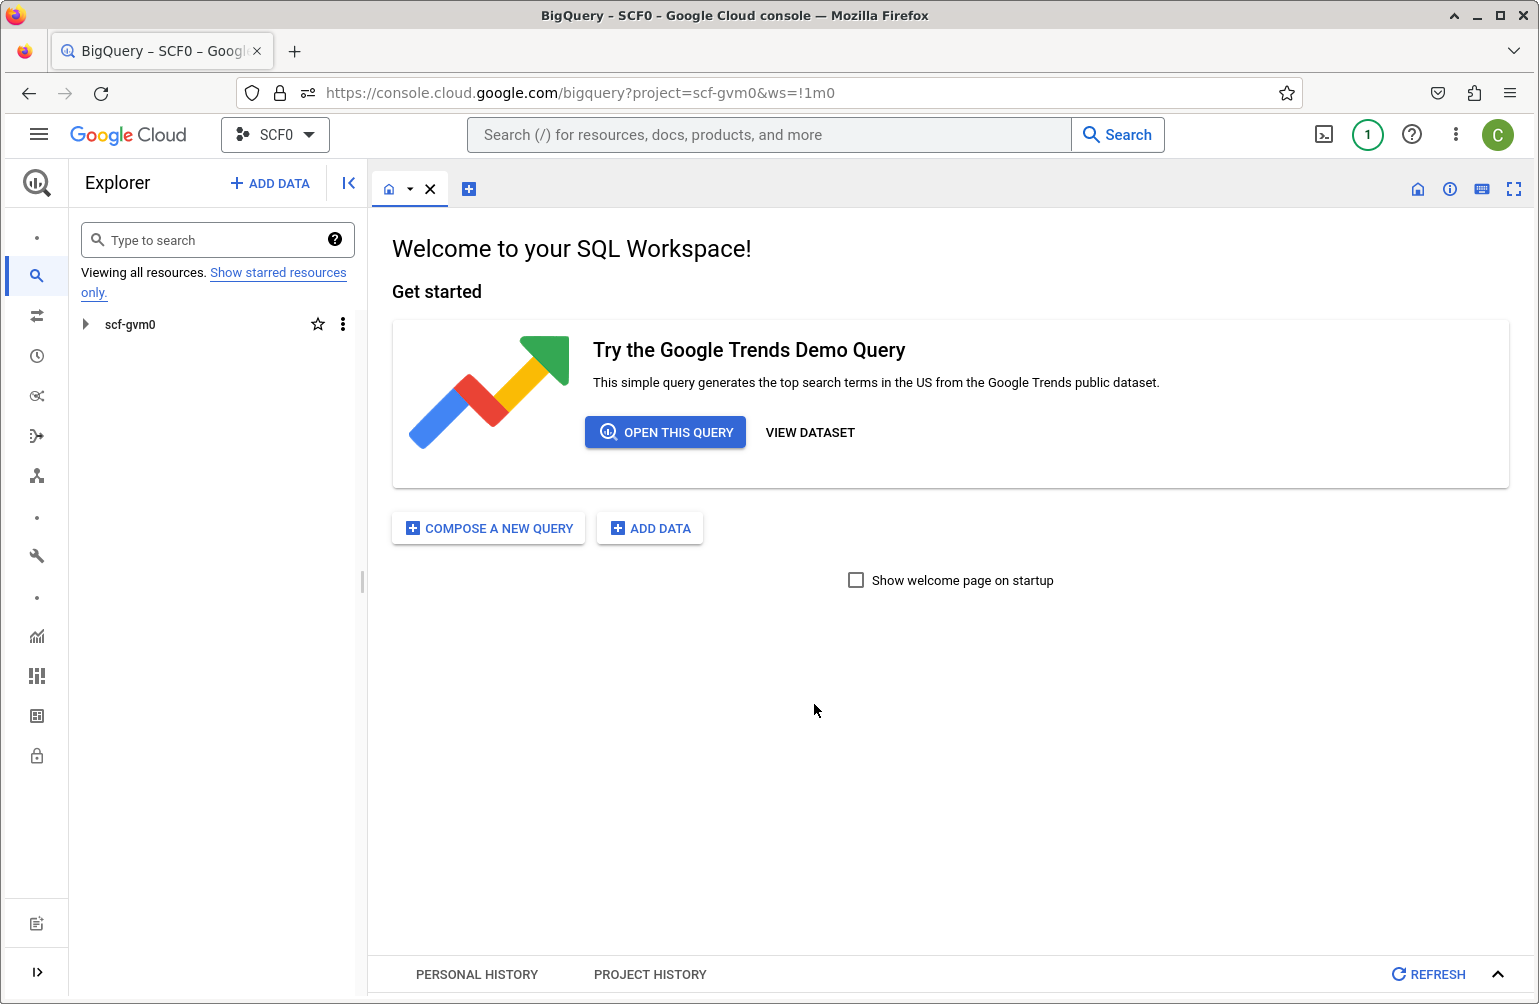 BigQuery – SCF0 – Google Cloud console — Mozilla Firefox
BigQuery – SCF0 – Googl
https://console.cloud.google.com/bigquery?project=scf-gvm0&ws=!1m0
Google Cloud
SCF0
Search (/) for resources, docs, products, and more
Search
1
C
Explorer
ADD DATA
Type to search
Viewing all resources. Show starred resources
only.
scf-gvm0
Welcome to your SQL Workspace!
Get started
Try the Google Trends Demo Query
This simple query generates the top search terms in the US from the Google Trends public dataset.
OPEN THIS QUERY
VIEW DATASET
COMPOSE A NEW QUERY
ADD DATA
Show welcome page on startup
PERSONAL HISTORY
PROJECT HISTORY
REFRESH